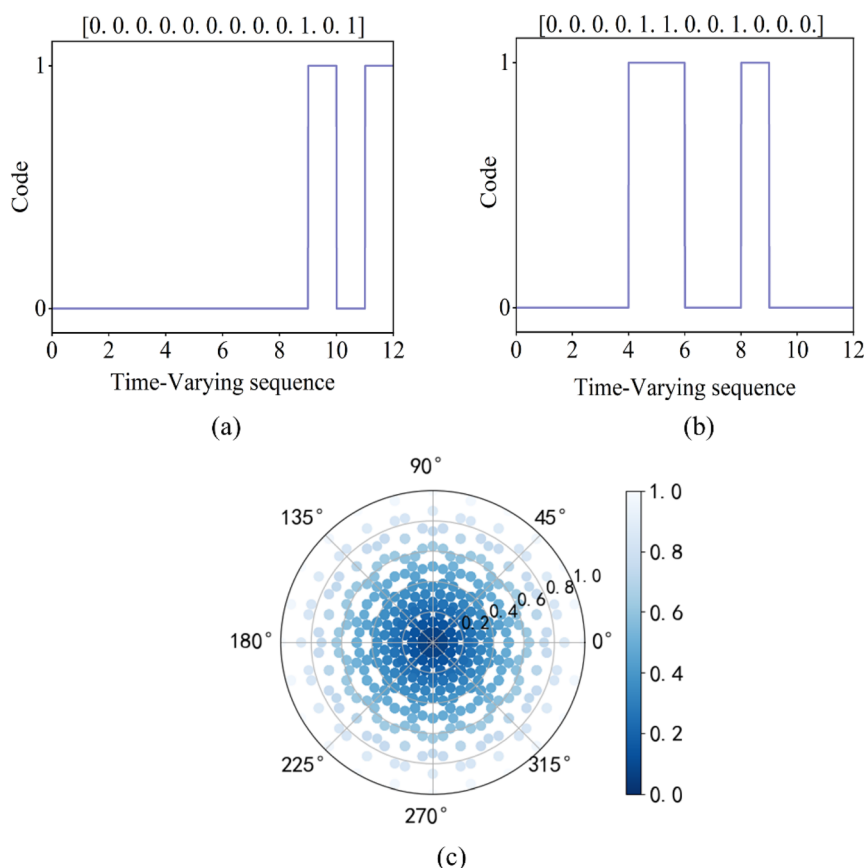 [0. 0. 0. 0. 0. 0. 0. 0. 0. 1. 0. 1]
1
0
Code
0 2 4 6 8 10 12
Time-Varying sequence
(a)
[0. 0. 0. 0. 1. 1. 0. 0. 1. 0. 0. 0.]
1
0
Code
0 2 4 6 8 10 12
Time-Varying sequence
(b)
90°
135° 45°
180° 0°
225° 315°
270°
0.2 0.4 0.6 0.8 1.0
1.0
0.8
0.6
0.4
0.2
0.0
(c)